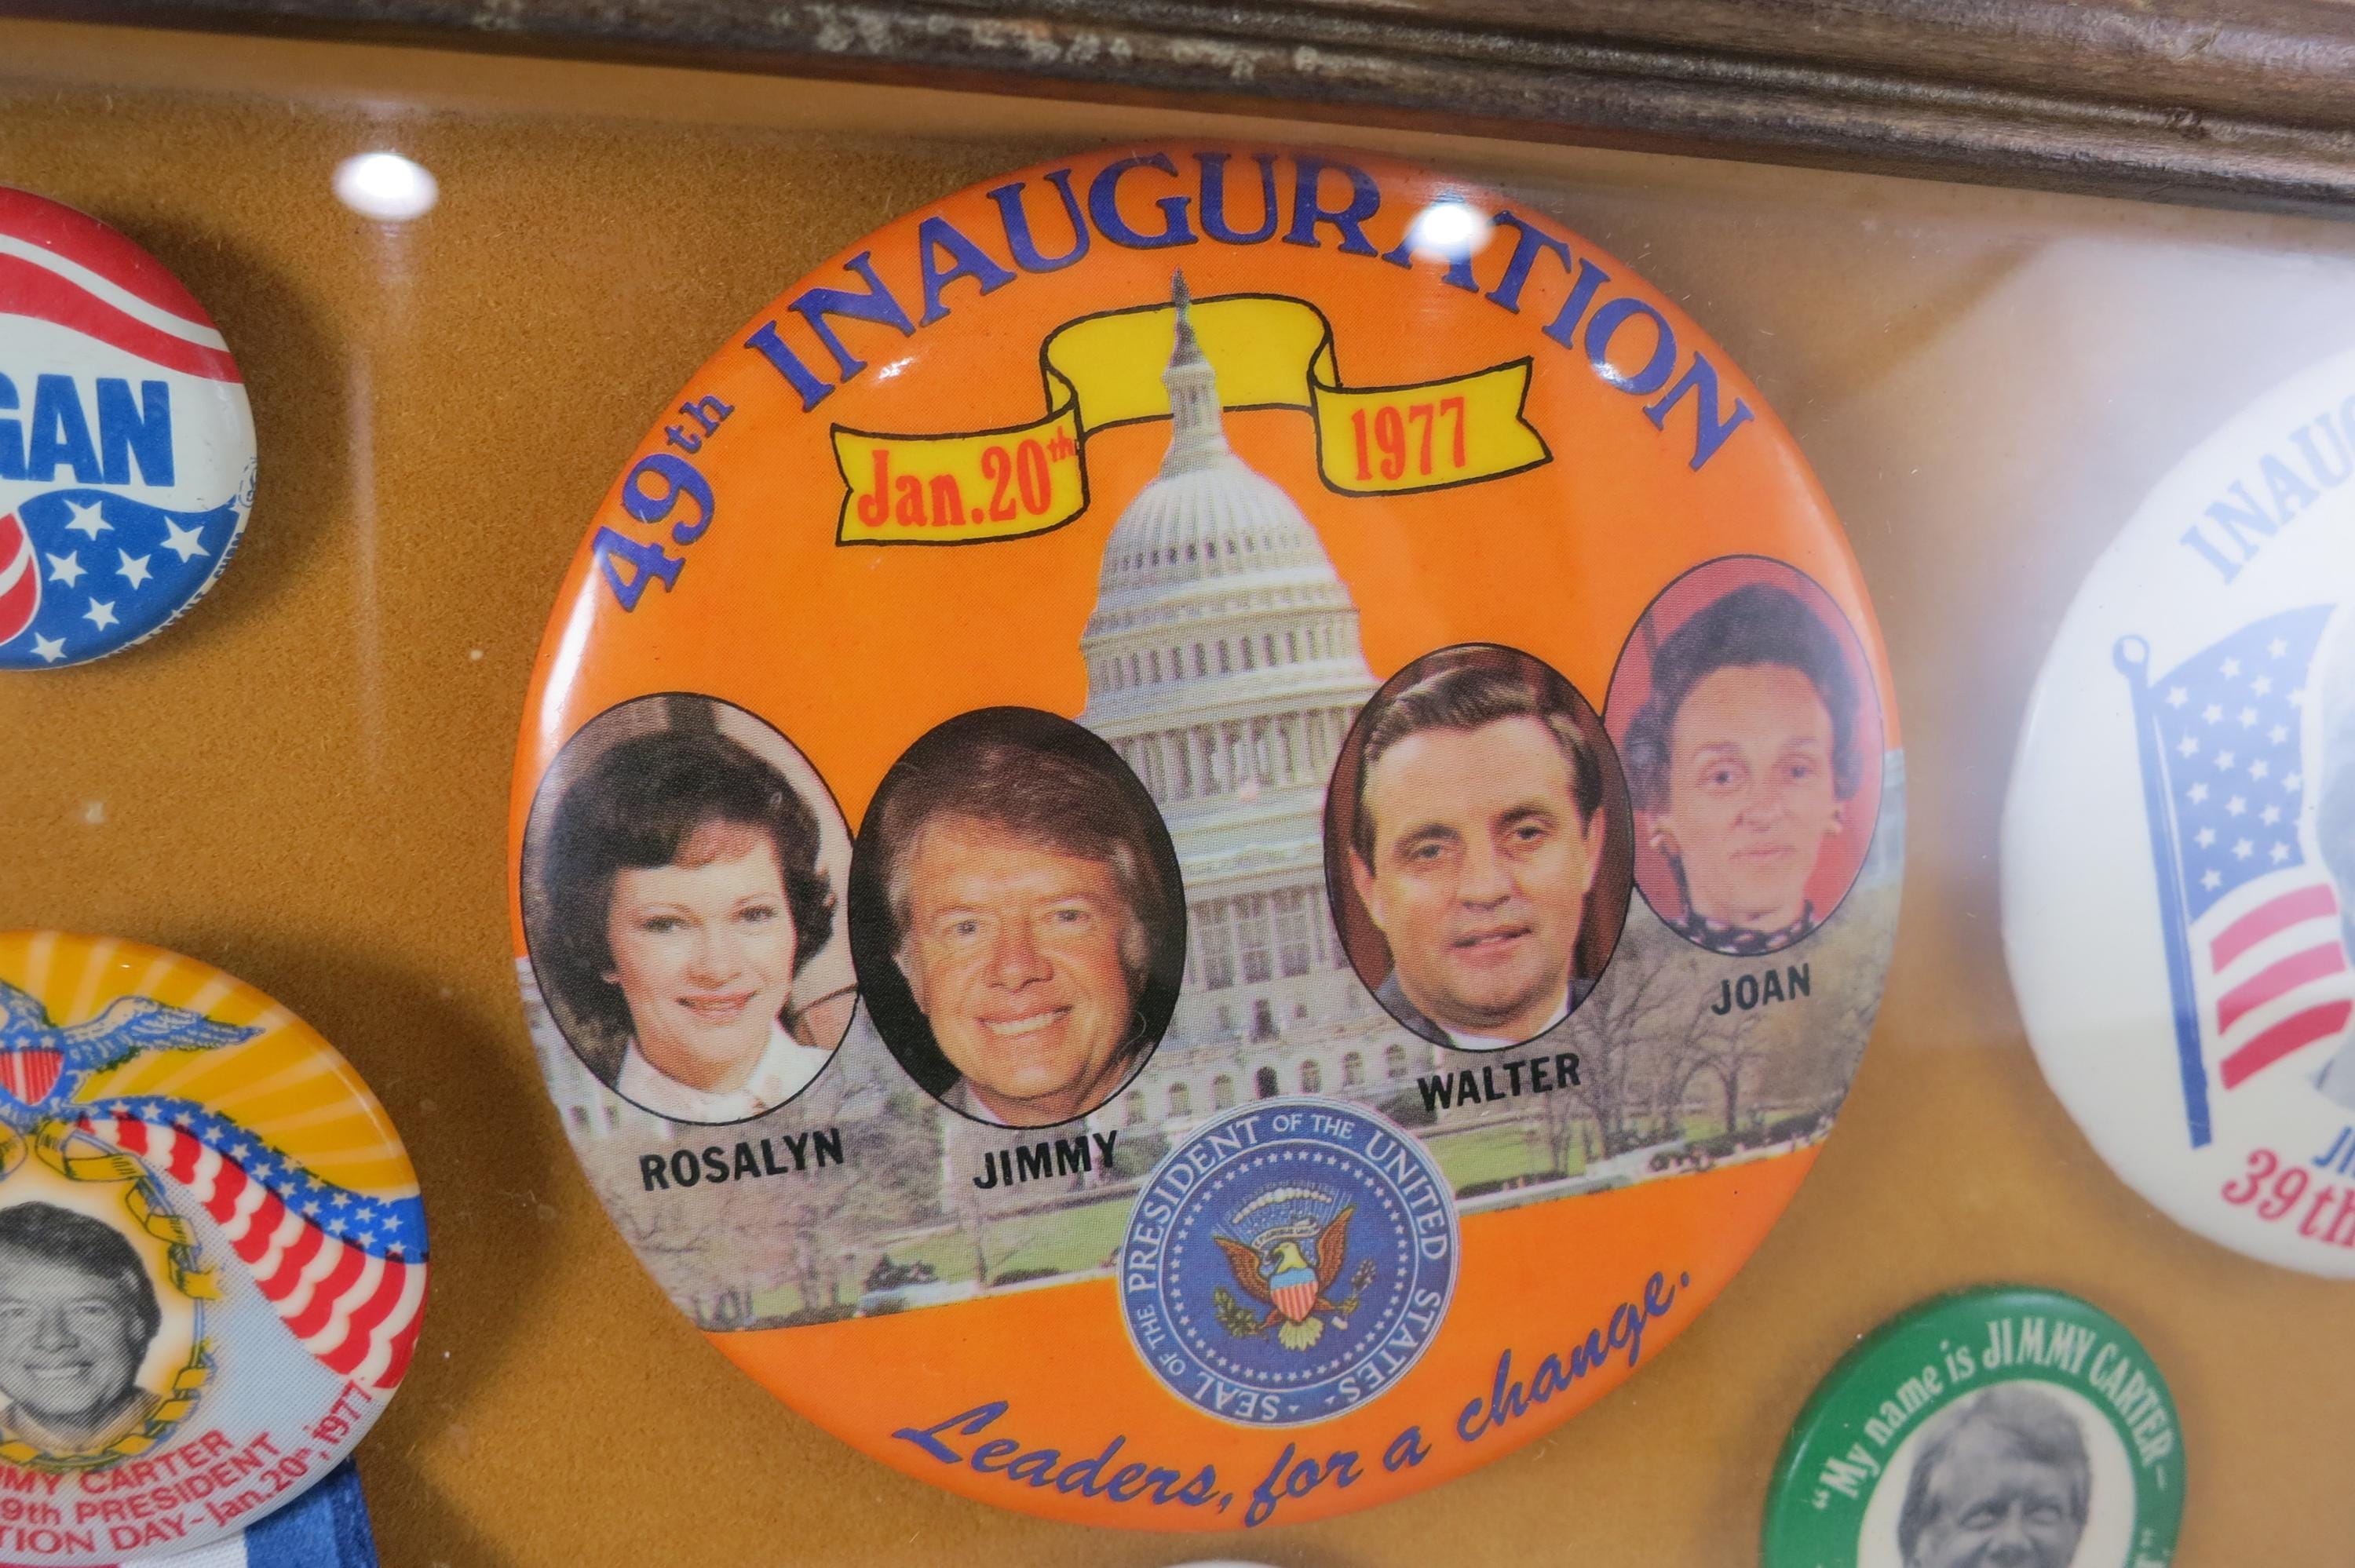 49th INAUGURATION
Jan. 20th 1977
ROSALYN
JIMMY
WALTER
JOAN
SEAL OF THE PRESIDENT OF THE UNITED STATES
Leaders, for a change.
GAN
MY CARTER
9th PRESIDENT
TION DAY-Jan.20th, 1977
INAUG
39th
"My name is JIMMY CARTER-